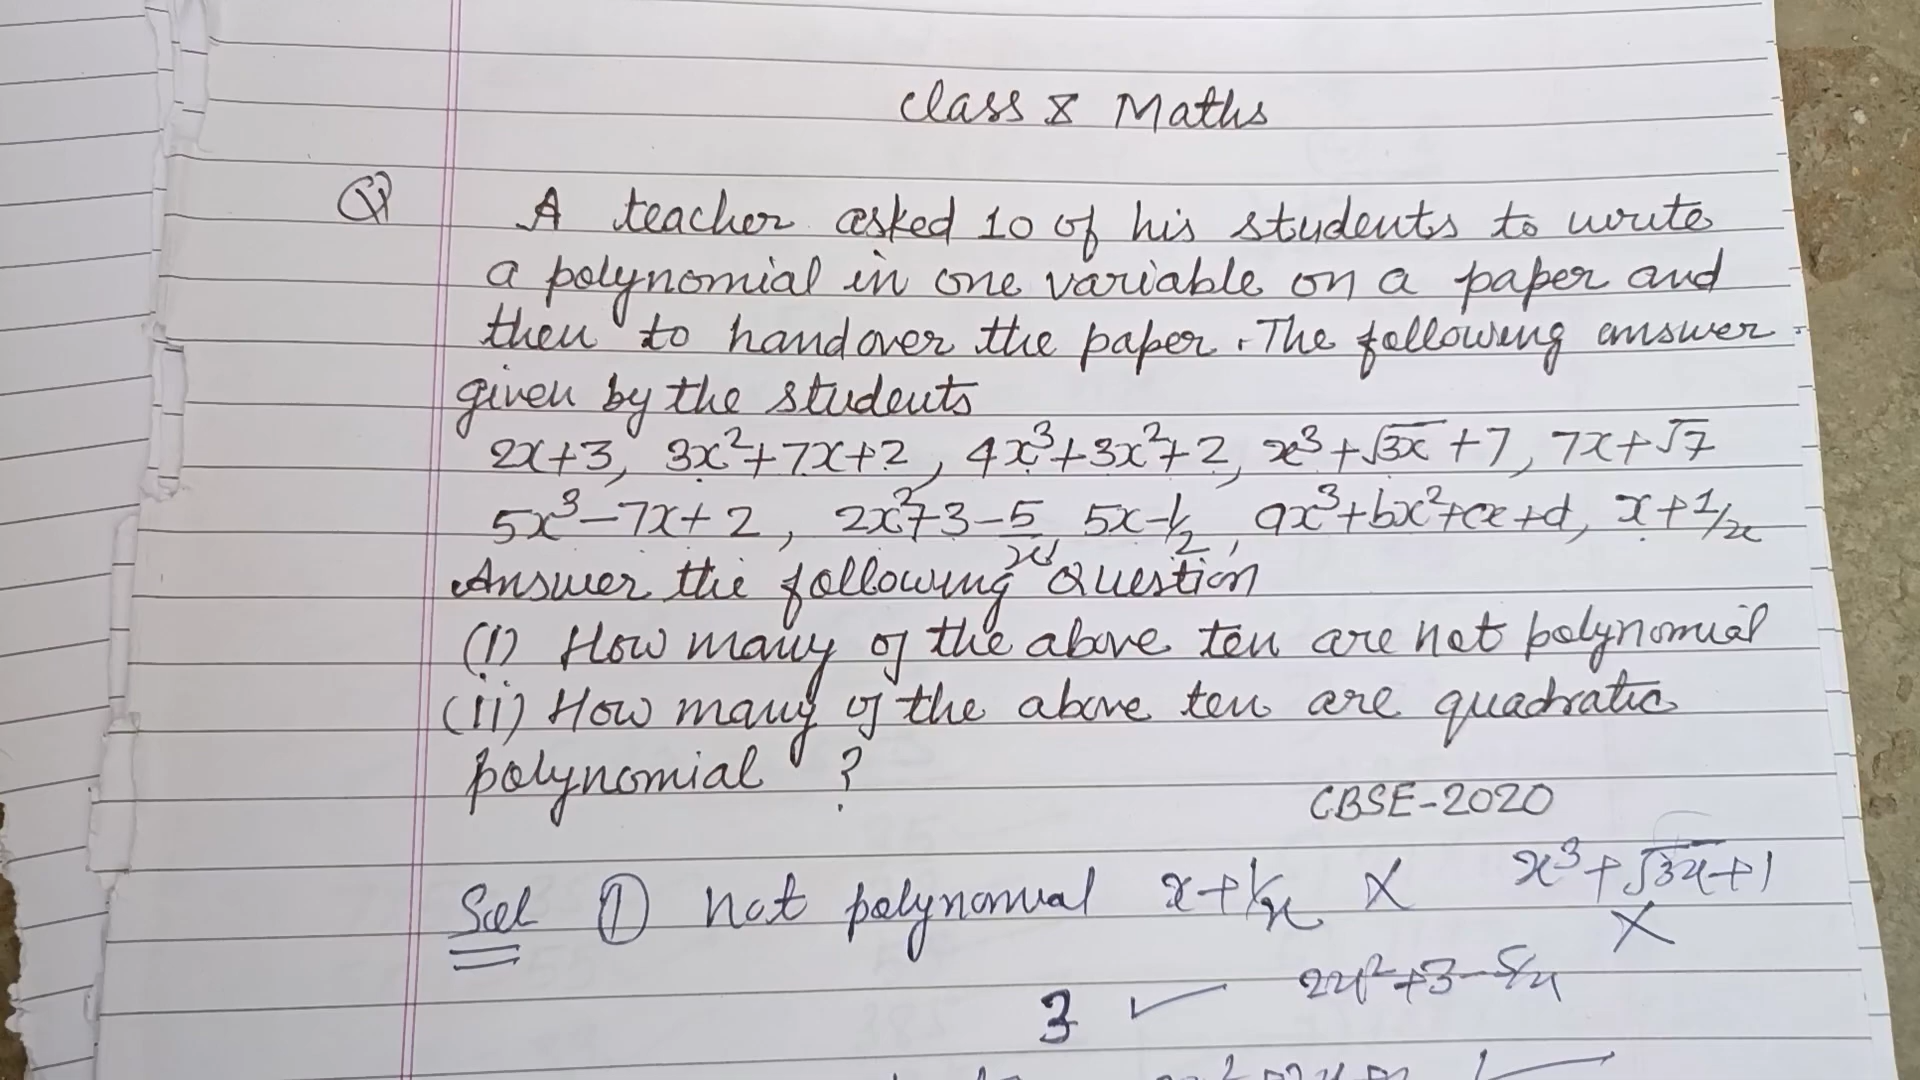 Class X Maths
Q A teacher asked 10 of his students to write
a polynomial in one variable on a paper and
then to handover the paper. The following answer
given by the students
2x+3, 3x²+7x+2, 4x³+3x²+2, x³+√3x+7, 7x+√7
5x³-7x+2, 2x²+3-5/x, 5x-1/2, ax³+bx²+cx+d, x+1/x
Answer the following Question
(I) How many of the above ten are not polynomial
(ii) How many of the above ten are quadratic
polynomial ?
CBSE-2020
Sol ① not polynomial x+1/x X x³+√3x+1
X
2x²+3-5/x
3 ✓